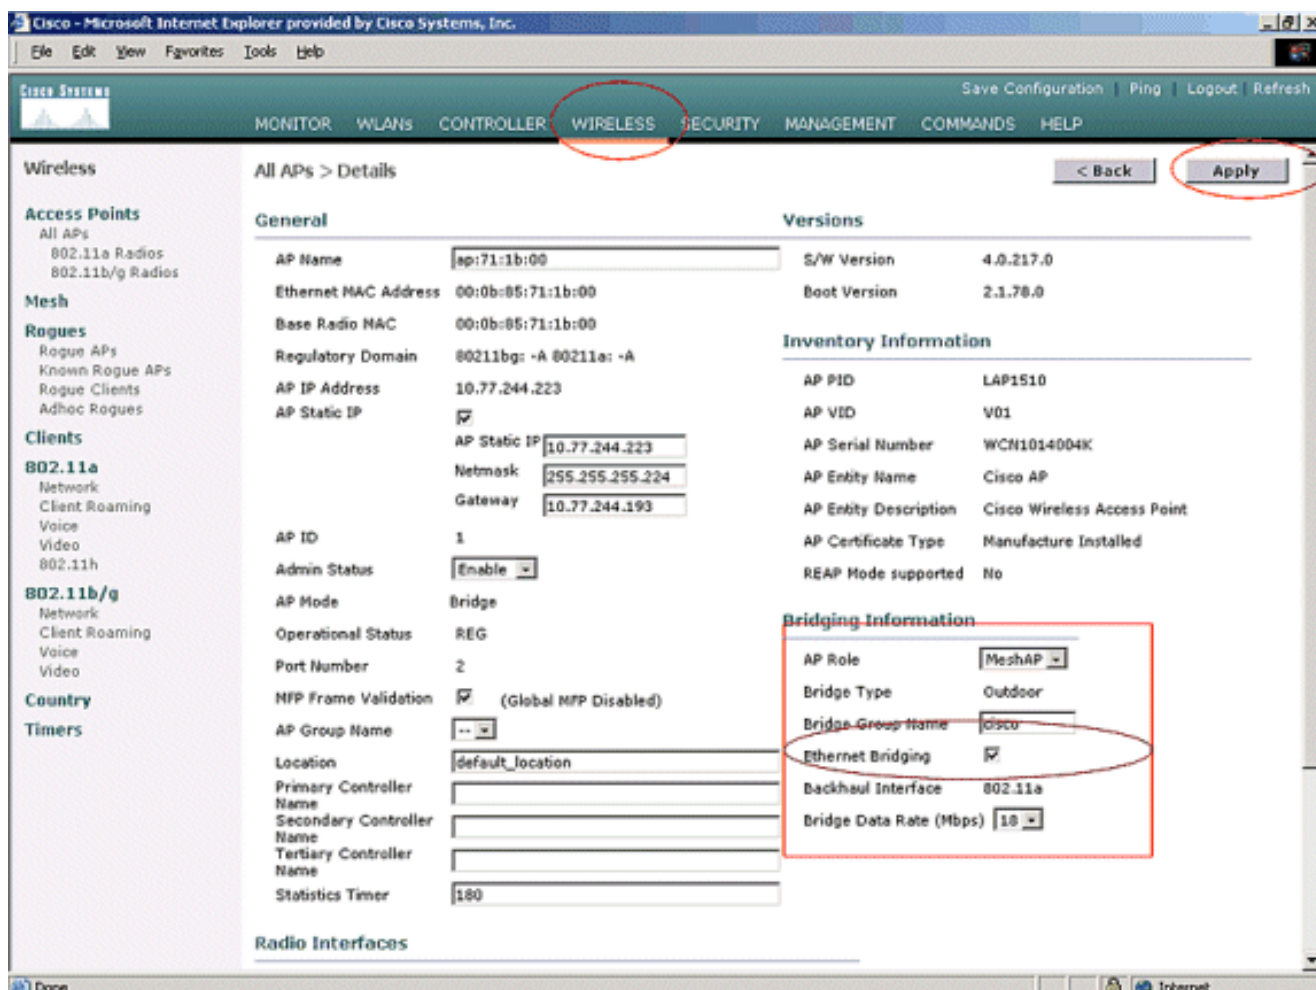 Cisco - Microsoft Internet Explorer provided by Cisco Systems, Inc.
File Edit View Favorites Tools Help
Cisco Systems
Save Configuration | Ping | Logout | Refresh
MONITOR WLANs CONTROLLER WIRELESS SECURITY MANAGEMENT COMMANDS HELP
Wireless
Access Points
All APs
802.11a Radios
802.11b/g Radios
Mesh
Rogues
Rogue APs
Known Rogue APs
Rogue Clients
Adhoc Rogues
Clients
802.11a
Network
Client Roaming
Voice
Video
802.11h
802.11b/g
Network
Client Roaming
Voice
Video
Country
Timers
All APs > Details
< Back
Apply
General
AP Name ap:71:1b:00
Ethernet MAC Address 00:0b:85:71:1b:00
Base Radio MAC 00:0b:85:71:1b:00
Regulatory Domain 80211bg: -A 80211a: -A
AP IP Address 10.77.244.223
AP Static IP
AP Static IP 10.77.244.223
Netmask 255.255.255.224
Gateway 10.77.244.193
AP ID 1
Admin Status Enable
AP Mode Bridge
Operational Status REG
Port Number 2
MFP Frame Validation (Global MFP Disabled)
AP Group Name --
Location default_location
Primary Controller
Name
Secondary Controller
Name
Tertiary Controller
Name
Statistics Timer 180
Radio Interfaces
Versions
S/W Version 4.0.217.0
Boot Version 2.1.78.0
Inventory Information
AP PID LAP1510
AP VID V01
AP Serial Number WCN1014004K
AP Entity Name Cisco AP
AP Entity Description Cisco Wireless Access Point
AP Certificate Type Manufacture Installed
REAP Mode supported No
Bridging Information
AP Role MeshAP
Bridge Type Outdoor
Bridge Group Name cisco
Ethernet Bridging
Backhaul Interface 802.11a
Bridge Data Rate (Mbps) 18
Done
Internet